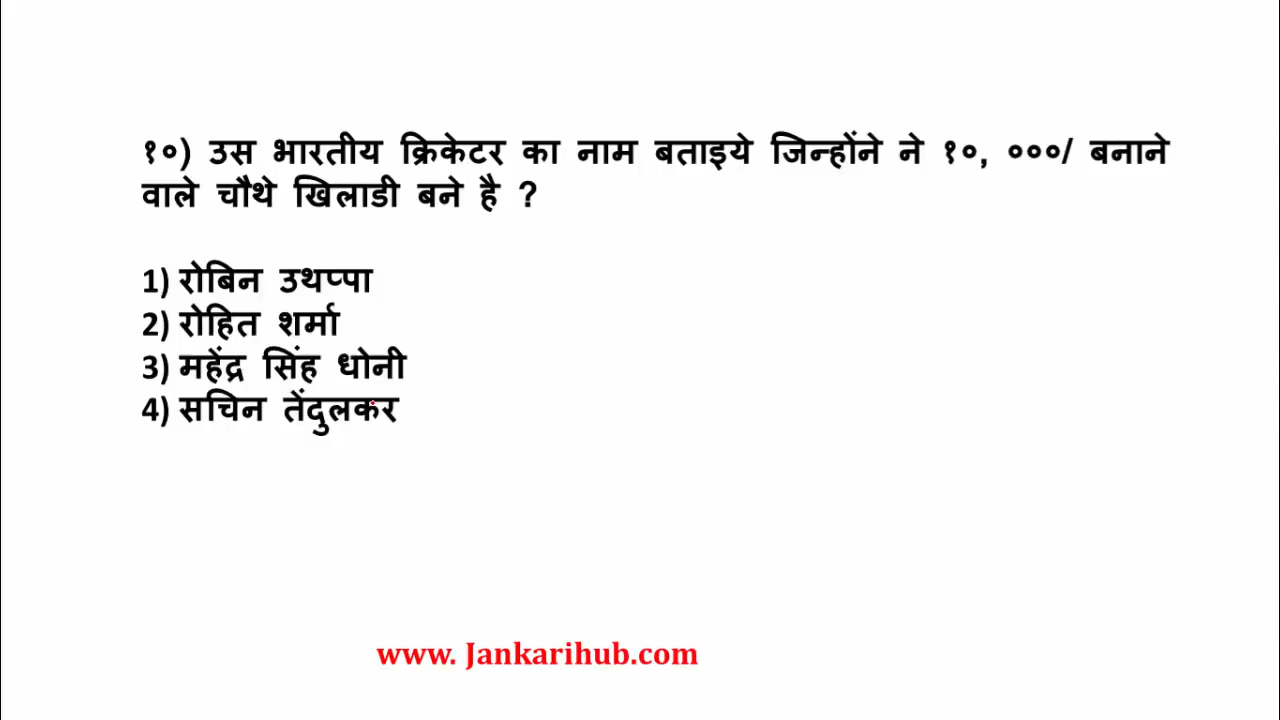 १०) उस भारतीय क्रिकेटर का नाम बताइये जिन्होंने ने १०, ०००/ बनाने
वाले चौथे खिलाडी बने है ?
1) रोबिन उथप्पा
2) रोहित शर्मा
3) महेंद्र सिंह धोनी
4) सचिन तेंदुलकर
www. Jankarihub.com